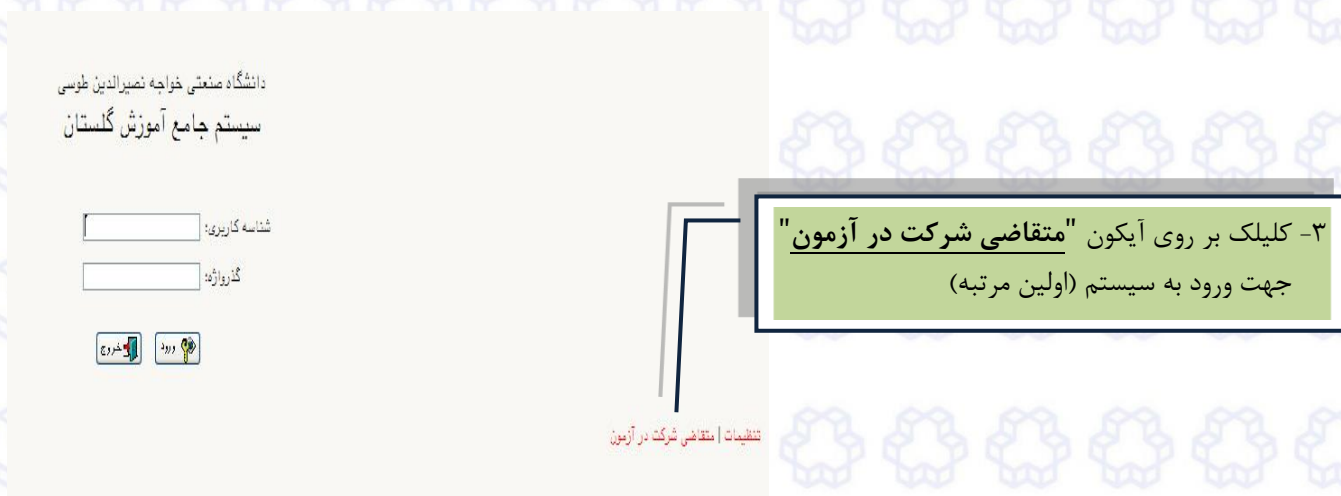 دانشگاه صنعتی خواجه نصیرالدین طوسی
سیستم جامع آموزش گلستان
شناسه کاربری:
گذرواژه:
ورود خروج
تنظیمات | متقاضی شرکت در آزمون
۳- کلیلک بر روی آیکون "متقاضی شرکت در آزمون"
جهت ورود به سیستم (اولین مرتبه)